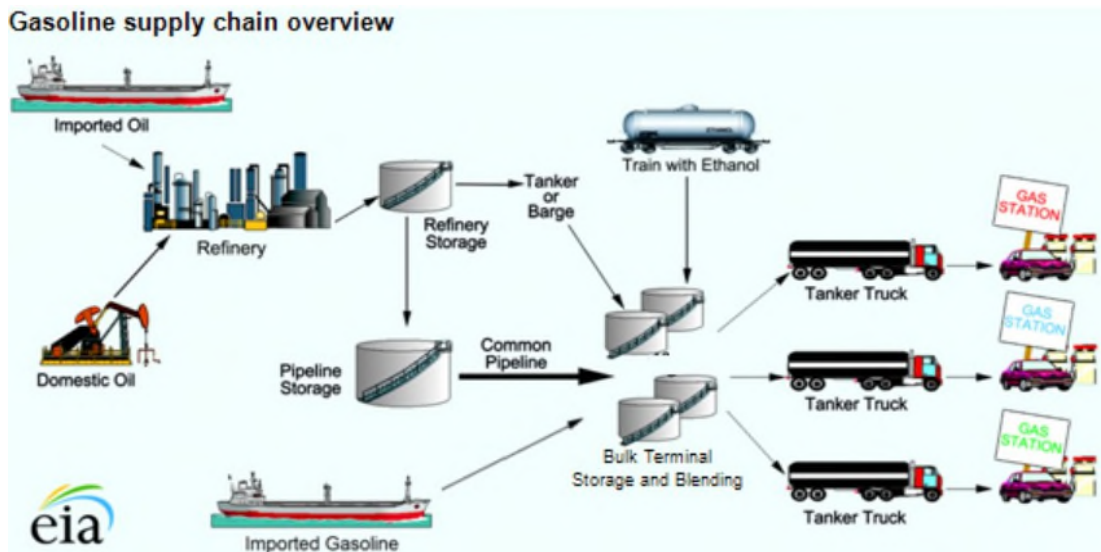 Gasoline supply chain overview
Imported Oil
ETHANOL
Train with Ethanol
Refinery
Refinery
Storage
Tanker
or
Barge
GAS
STATION
Tanker Truck
Domestic Oil
Pipeline
Storage
Common
Pipeline
GAS
STATION
Tanker Truck
Bulk Terminal
Storage and Blending
GAS
STATION
Tanker Truck
eia
Imported Gasoline